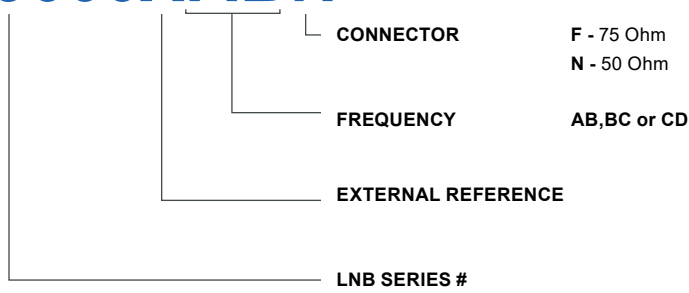 CONNECTOR F - 75 Ohm
N - 50 Ohm
FREQUENCY AB,BC or CD
EXTERNAL REFERENCE
LNB SERIES #